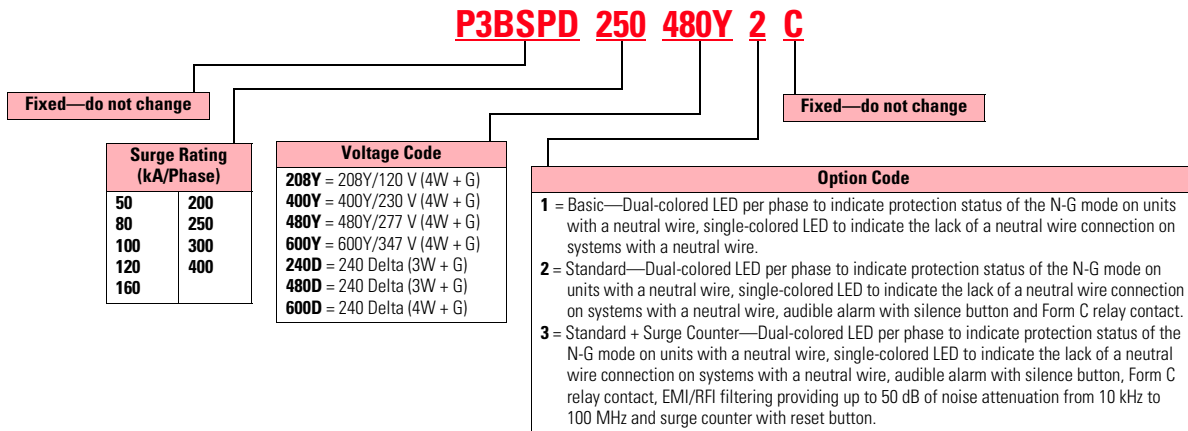 P3BSPD 250 480Y 2 C
Fixed—do not change
Fixed—do not change
Surge Rating
(kA/Phase)
50 200
80 250
100 300
120 400
160
Voltage Code
208Y = 208Y/120 V (4W + G)
400Y = 400Y/230 V (4W + G)
480Y = 480Y/277 V (4W + G)
600Y = 600Y/347 V (4W + G)
240D = 240 Delta (3W + G)
480D = 240 Delta (3W + G)
600D = 240 Delta (4W + G)
Option Code
1 = Basic—Dual-colored LED per phase to indicate protection status of the N-G mode on units
with a neutral wire, single-colored LED to indicate the lack of a neutral wire connection on
systems with a neutral wire.
2 = Standard—Dual-colored LED per phase to indicate protection status of the N-G mode on
units with a neutral wire, single-colored LED to indicate the lack of a neutral wire connection
on systems with a neutral wire, audible alarm with silence button and Form C relay contact.
3 = Standard + Surge Counter—Dual-colored LED per phase to indicate protection status of the
N-G mode on units with a neutral wire, single-colored LED to indicate the lack of a neutral
wire connection on systems with a neutral wire, audible alarm with silence button, Form C
relay contact, EMI/RFI filtering providing up to 50 dB of noise attenuation from 10 kHz to
100 MHz and surge counter with reset button.